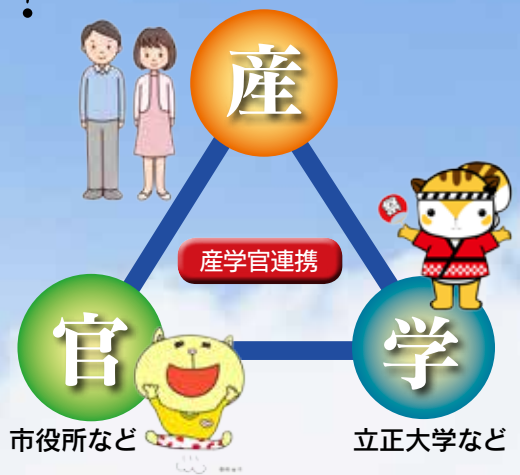 産
産学官連携
官
学
市役所など
立正大学など